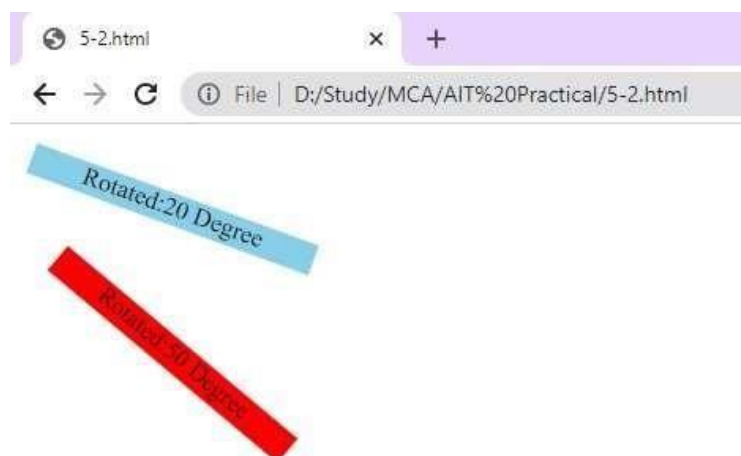 5-2.html
File | D:/Study/MCA/AIT%20Practical/5-2.html
Rotated:20 Degree
Rotated:50 Degree